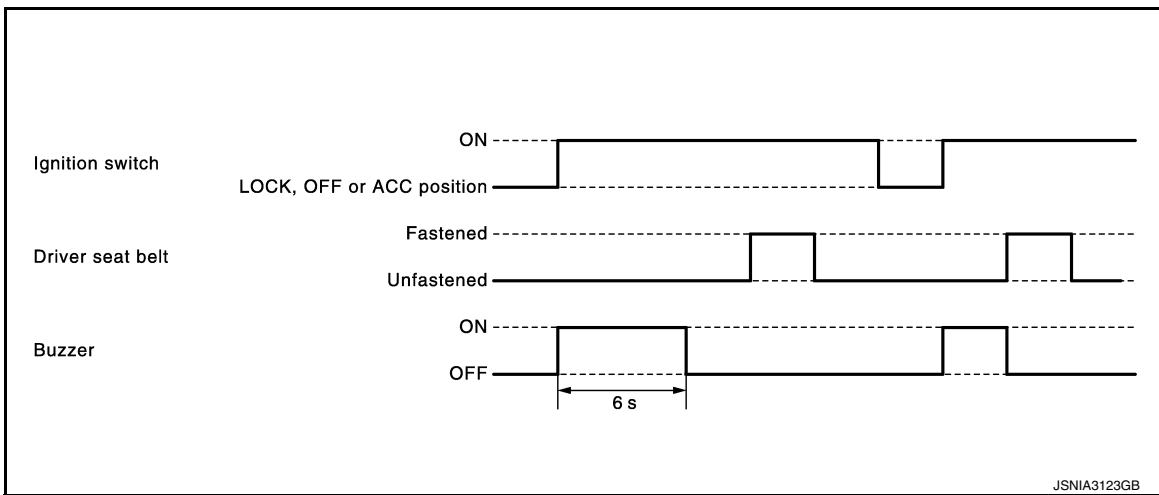 ON
Ignition switch
LOCK, OFF or ACC position
Fastened
Driver seat belt
Unfastened
ON
Buzzer
OFF
6 s
JSNIA3123GB